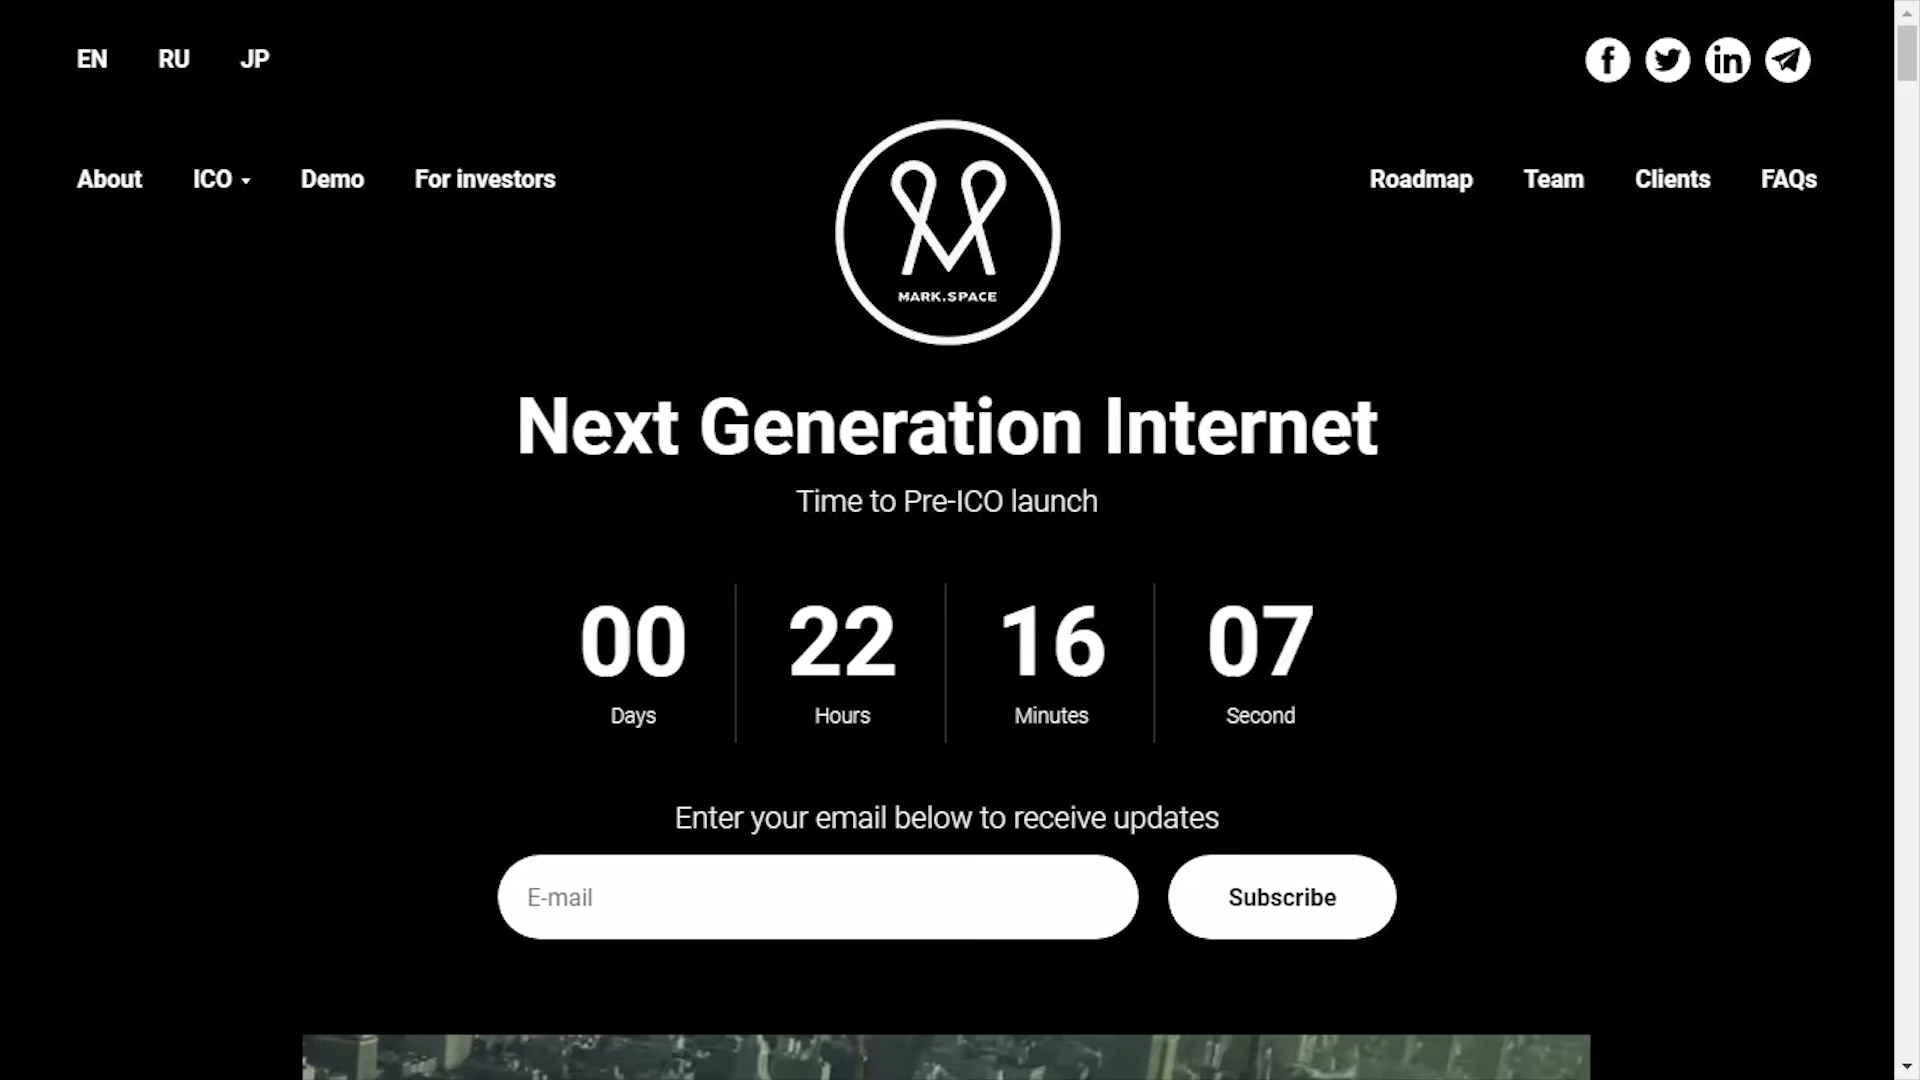 EN RU JP
About ICO Demo For investors
MARK.SPACE
Roadmap Team Clients FAQs
Next Generation Internet
Time to Pre-ICO launch
00 22 16 07
Days Hours Minutes Second
Enter your email below to receive updates
E-mail Subscribe